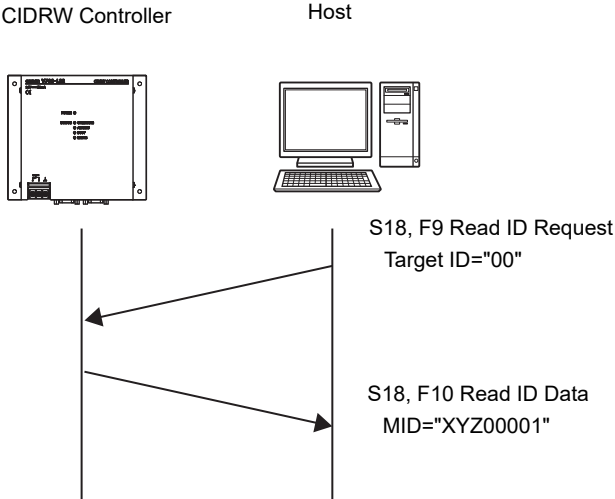 CIDRW Controller
Host
S18, F9 Read ID Request
Target ID="00"
S18, F10 Read ID Data
MID="XYZ00001"